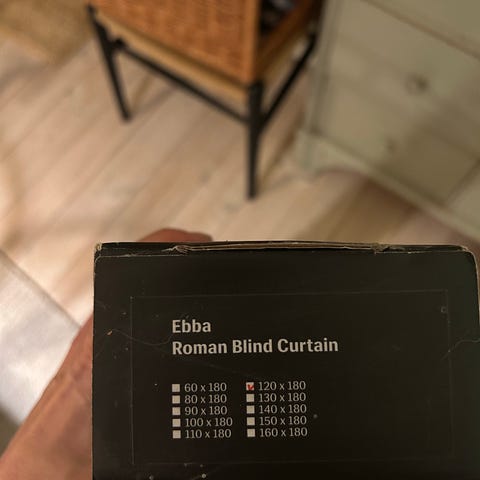 Ebba
Roman Blind Curtain
60 x 180
80 x 180
90 x 180
100 x 180
110 x 180
120 x 180
130 x 180
140 x 180
150 x 180
160 x 180